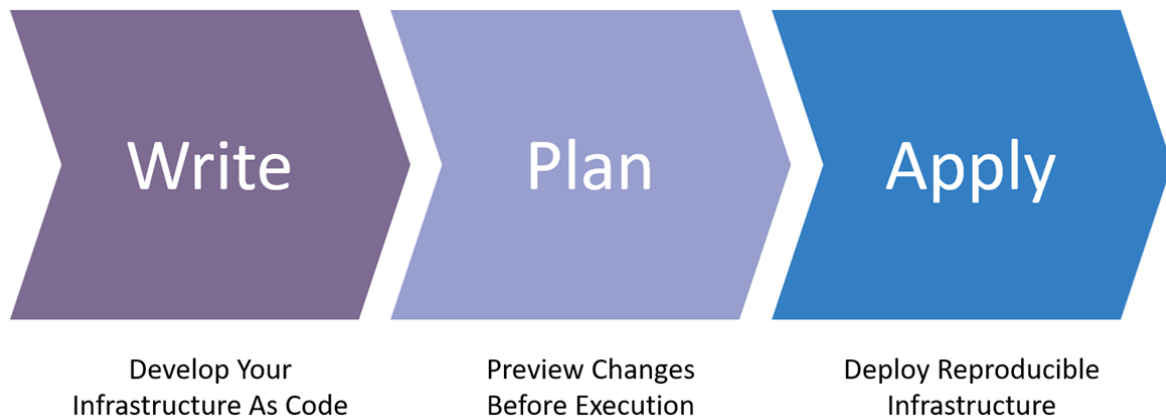 Write
Plan
Apply
Develop Your
Infrastructure As Code
Preview Changes
Before Execution
Deploy Reproducible
Infrastructure